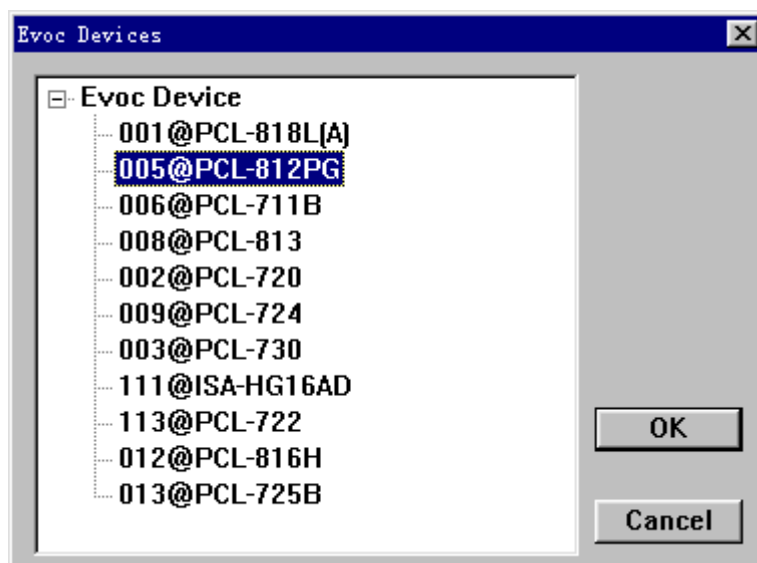 Evoc Devices
Evoc Device
001@PCL-818L(A)
005@PCL-812PG
006@PCL-711B
008@PCL-813
002@PCL-720
009@PCL-724
003@PCL-730
111@ISA-HG16AD
113@PCL-722
012@PCL-816H
013@PCL-725B
OK
Cancel